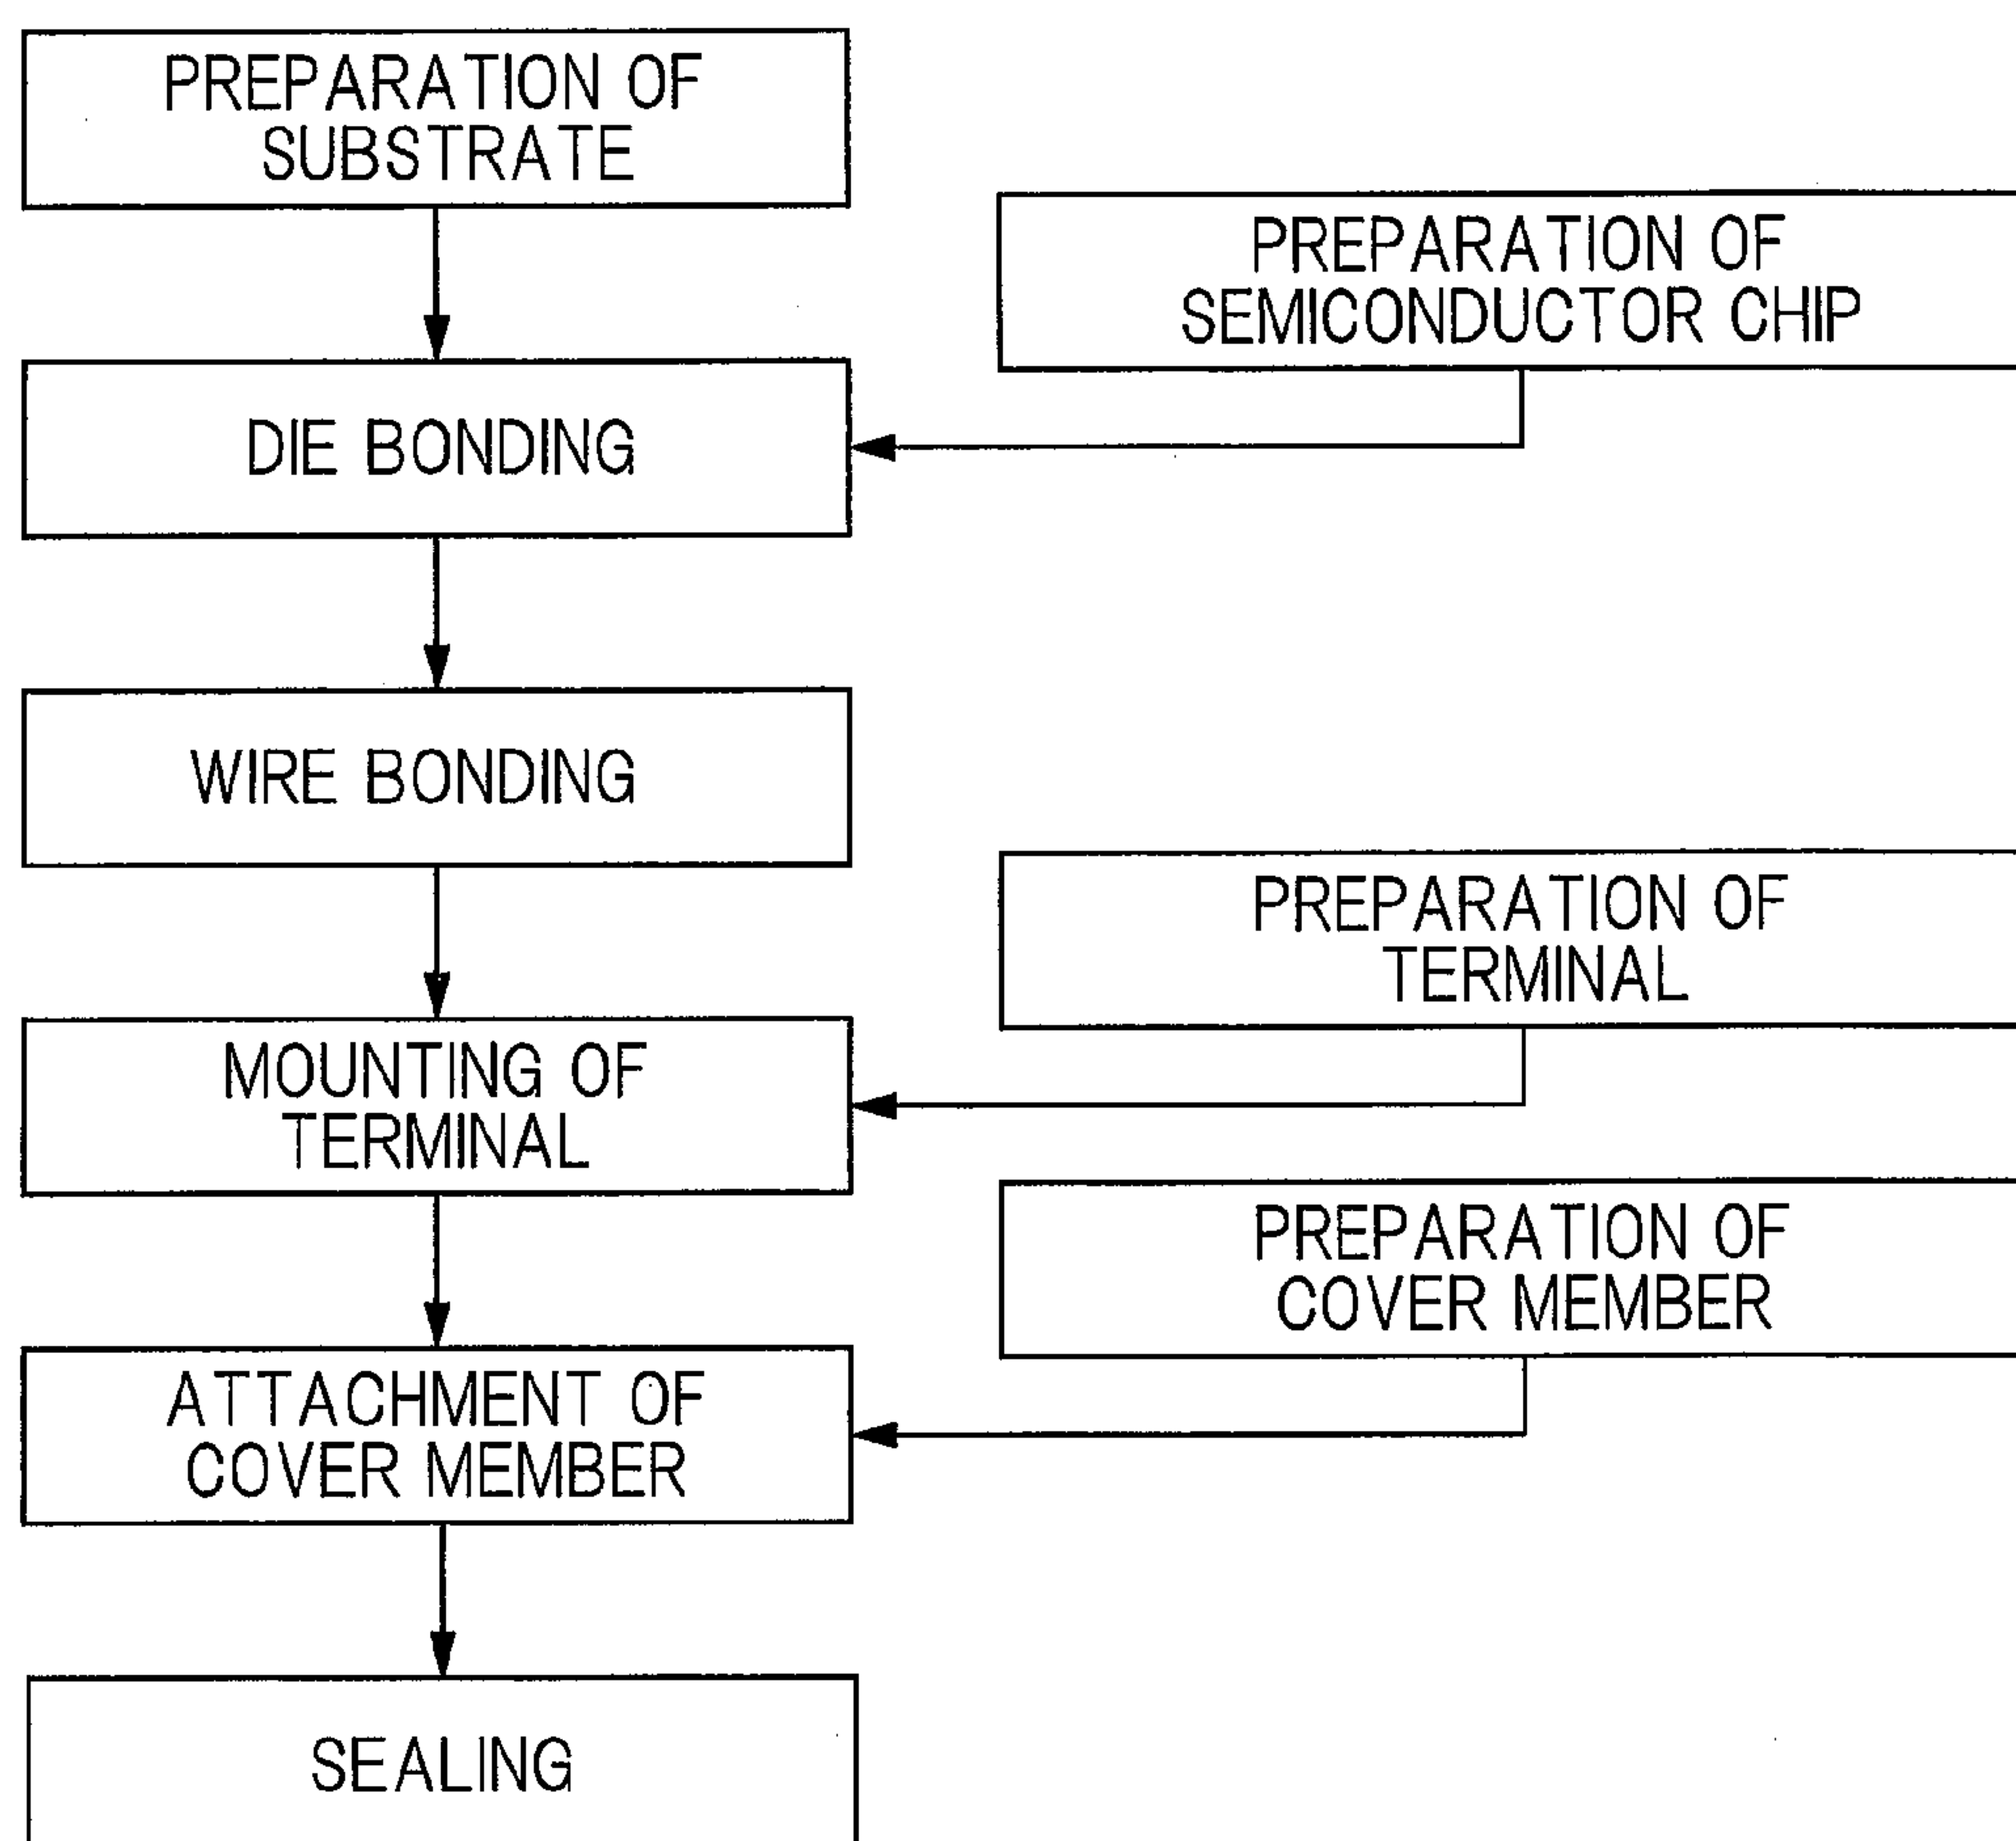 PREPARATION OF
SUBSTRATE
PREPARATION OF
SEMICONDUCTOR CHIP
DIE BONDING
WIRE BONDING
PREPARATION OF
TERMINAL
MOUNTING OF
TERMINAL
PREPARATION OF
COVER MEMBER
ATTACHMENT OF
COVER MEMBER
SEALING